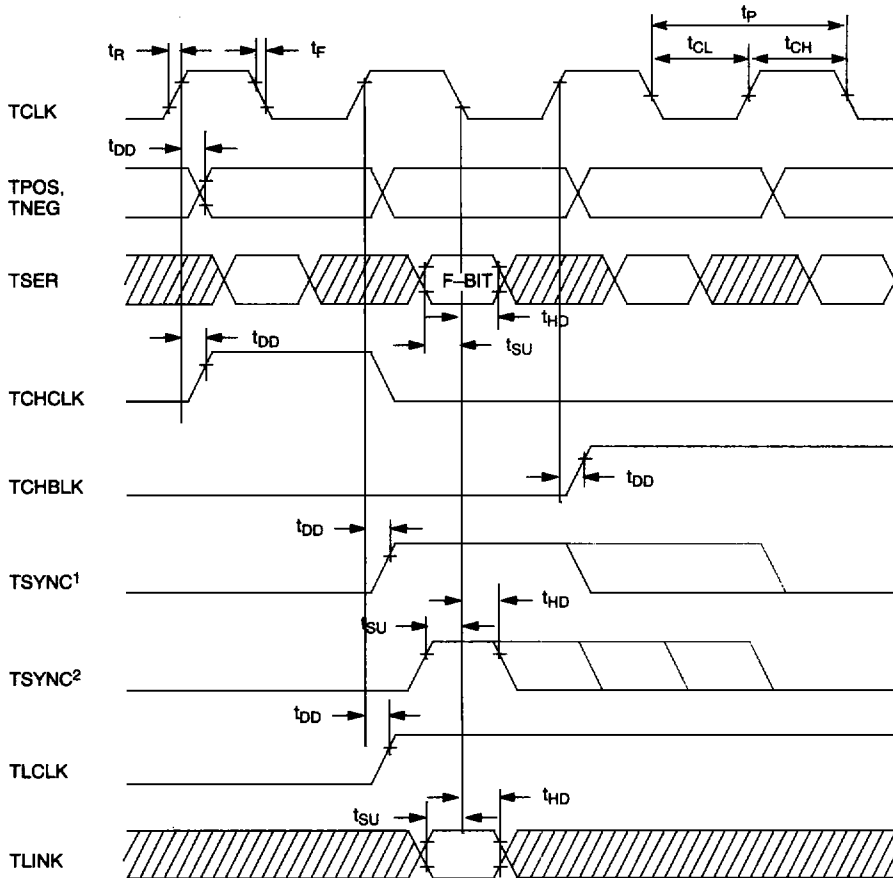 tP
tR tF tCL tCH
TCLK
tDD
TPOS,
TNEG
TSER F–BIT
tHD
tDD tSU
TCHCLK
TCHBLK tDD
tDD
TSYNC1
tHD
tSU
TSYNC2
tDD
TLCLK
tHD
tSU
TLINK